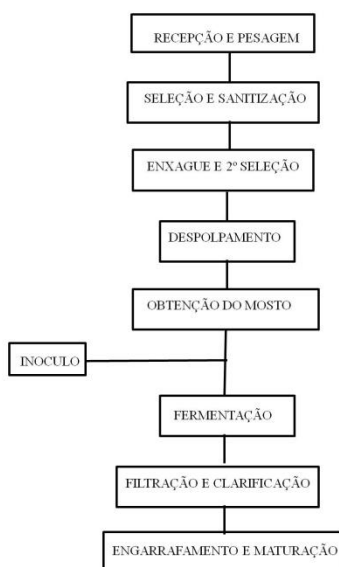 RECEPÇÃO E PESAGEM
SELEÇÃO E SANITIZAÇÃO
ENXAGUE E 2º SELEÇÃO
DESPOLPAMENTO
OBTENÇÃO DO MOSTO
INOCULO
FERMENTAÇÃO
FILTRAÇÃO E CLARIFICAÇÃO
ENGARRAFAMENTO E MATURAÇÃO